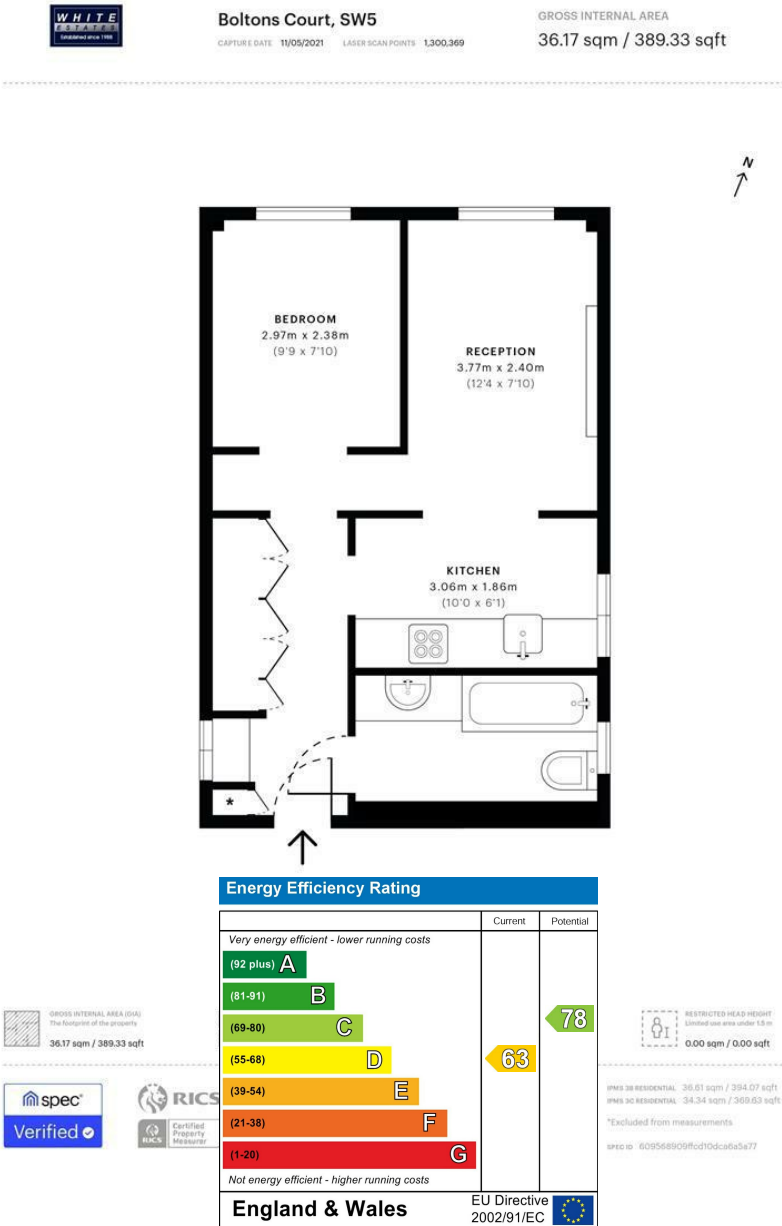 WHITE
ESTATES
Established since 1988
Boltons Court, SW5
CAPTURE DATE 11/05/2021 LASER SCAN POINTS 1,300,369
GROSS INTERNAL AREA
36.17 sqm / 389.33 sqft
N
BEDROOM
2.97m x 2.38m
(9'9 x 7'10)
RECEPTION
3.77m x 2.40m
(12'4 x 7'10)
KITCHEN
3.06m x 1.86m
(10'0 x 6'1)
*
Energy Efficiency Rating
Current Potential
Very energy efficient - lower running costs
(92 plus) A
(81-91) B
(69-80) C
78
(55-68) D
63
(39-54) E
(21-38) F
(1-20) G
Not energy efficient - higher running costs
England & Wales
EU Directive
2002/91/EC
GROSS INTERNAL AREA (GIA)
The footprint of the property
36.17 sqm / 389.33 sqft
RESTRICTED HEAD HEIGHT
Limited use area under 1.5 m
0.00 sqm / 0.00 sqft
spec
Verified
RICS
RICS
Certified
Property
Measurer
IPMS 3B RESIDENTIAL 36.61 sqm / 394.07 sqft
IPMS 3C RESIDENTIAL 34.34 sqm / 369.63 sqft
*Excluded from measurements
SPEC ID